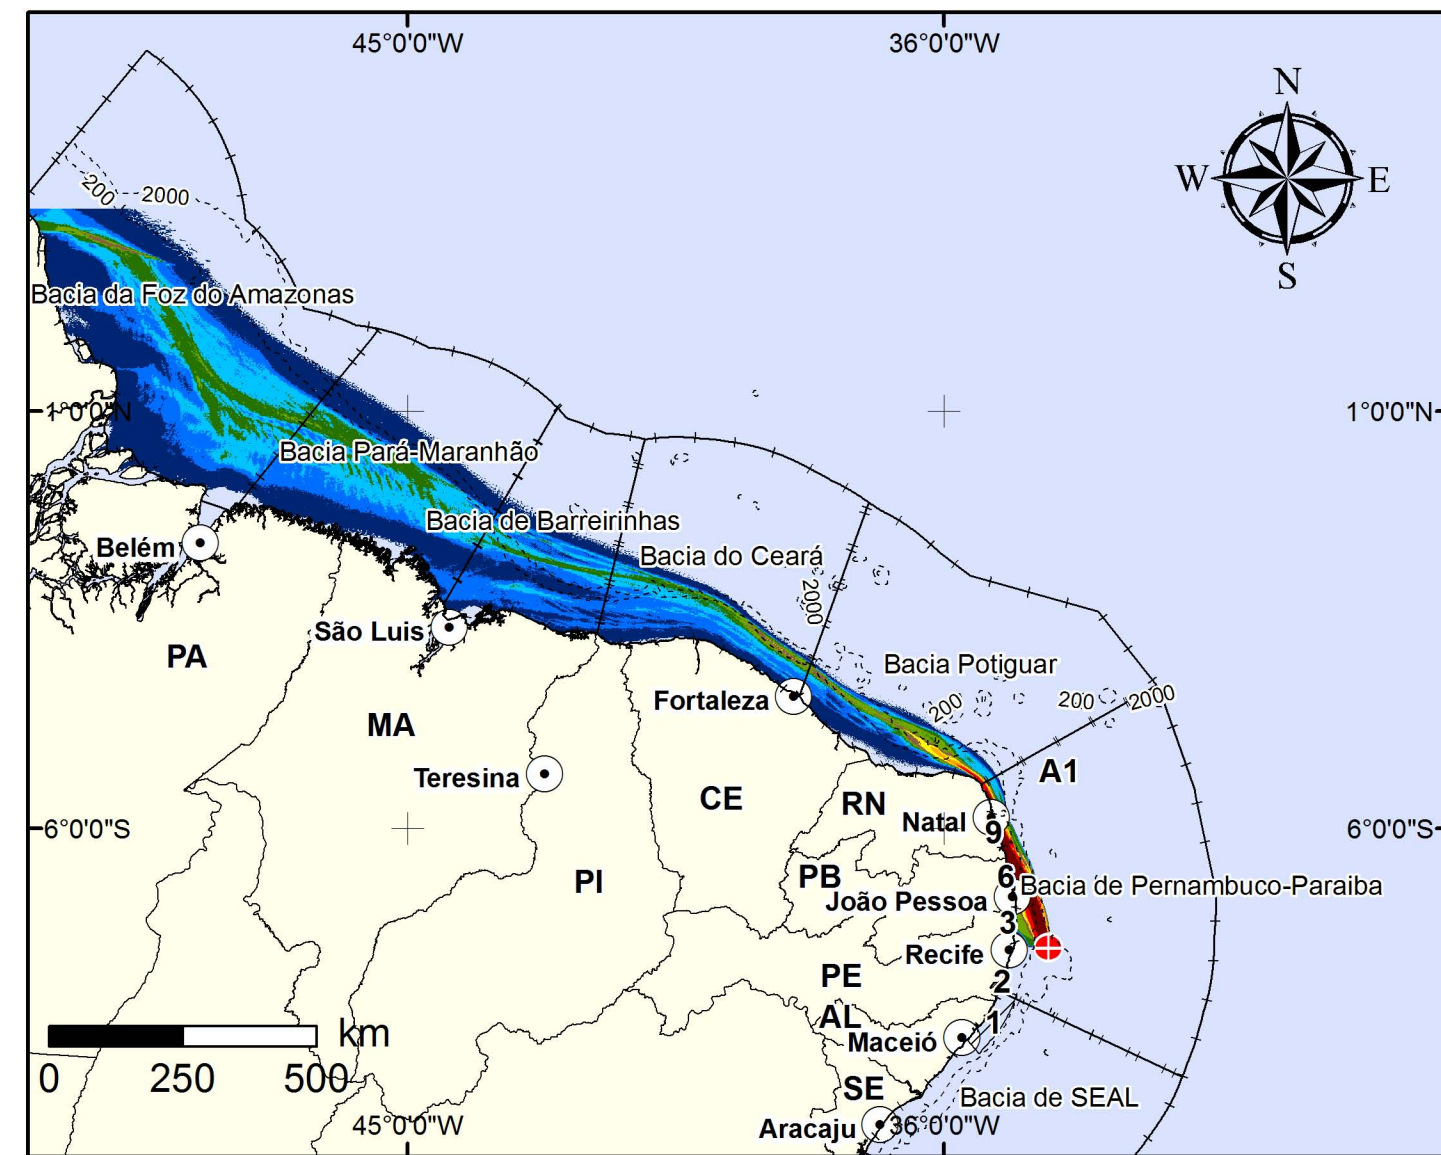 45°0'0"W
36°0'0"W
N
W
E
S
200
2000
Bacia da Foz do Amazonas
1°0'0"N
1°0'0"N
Bacia Pará-Maranhão
Bacia de Barreirinhas
Belém
Bacia do Ceará
2000
São Luis
PA
Bacia Potiguar
Fortaleza
200
200
2000
MA
A1
Teresina
CE
RN
Natal
9
6°0'0"S
6°0'0"S
PI
PB
6
Bacia de Pernambuco-Paraiba
João Pessoa
3
Recife
PE
2
AL
1
Maceió
km
0
250
500
SE
Bacia de SEAL
45°0'0"W
Aracaju
36°0'0"W